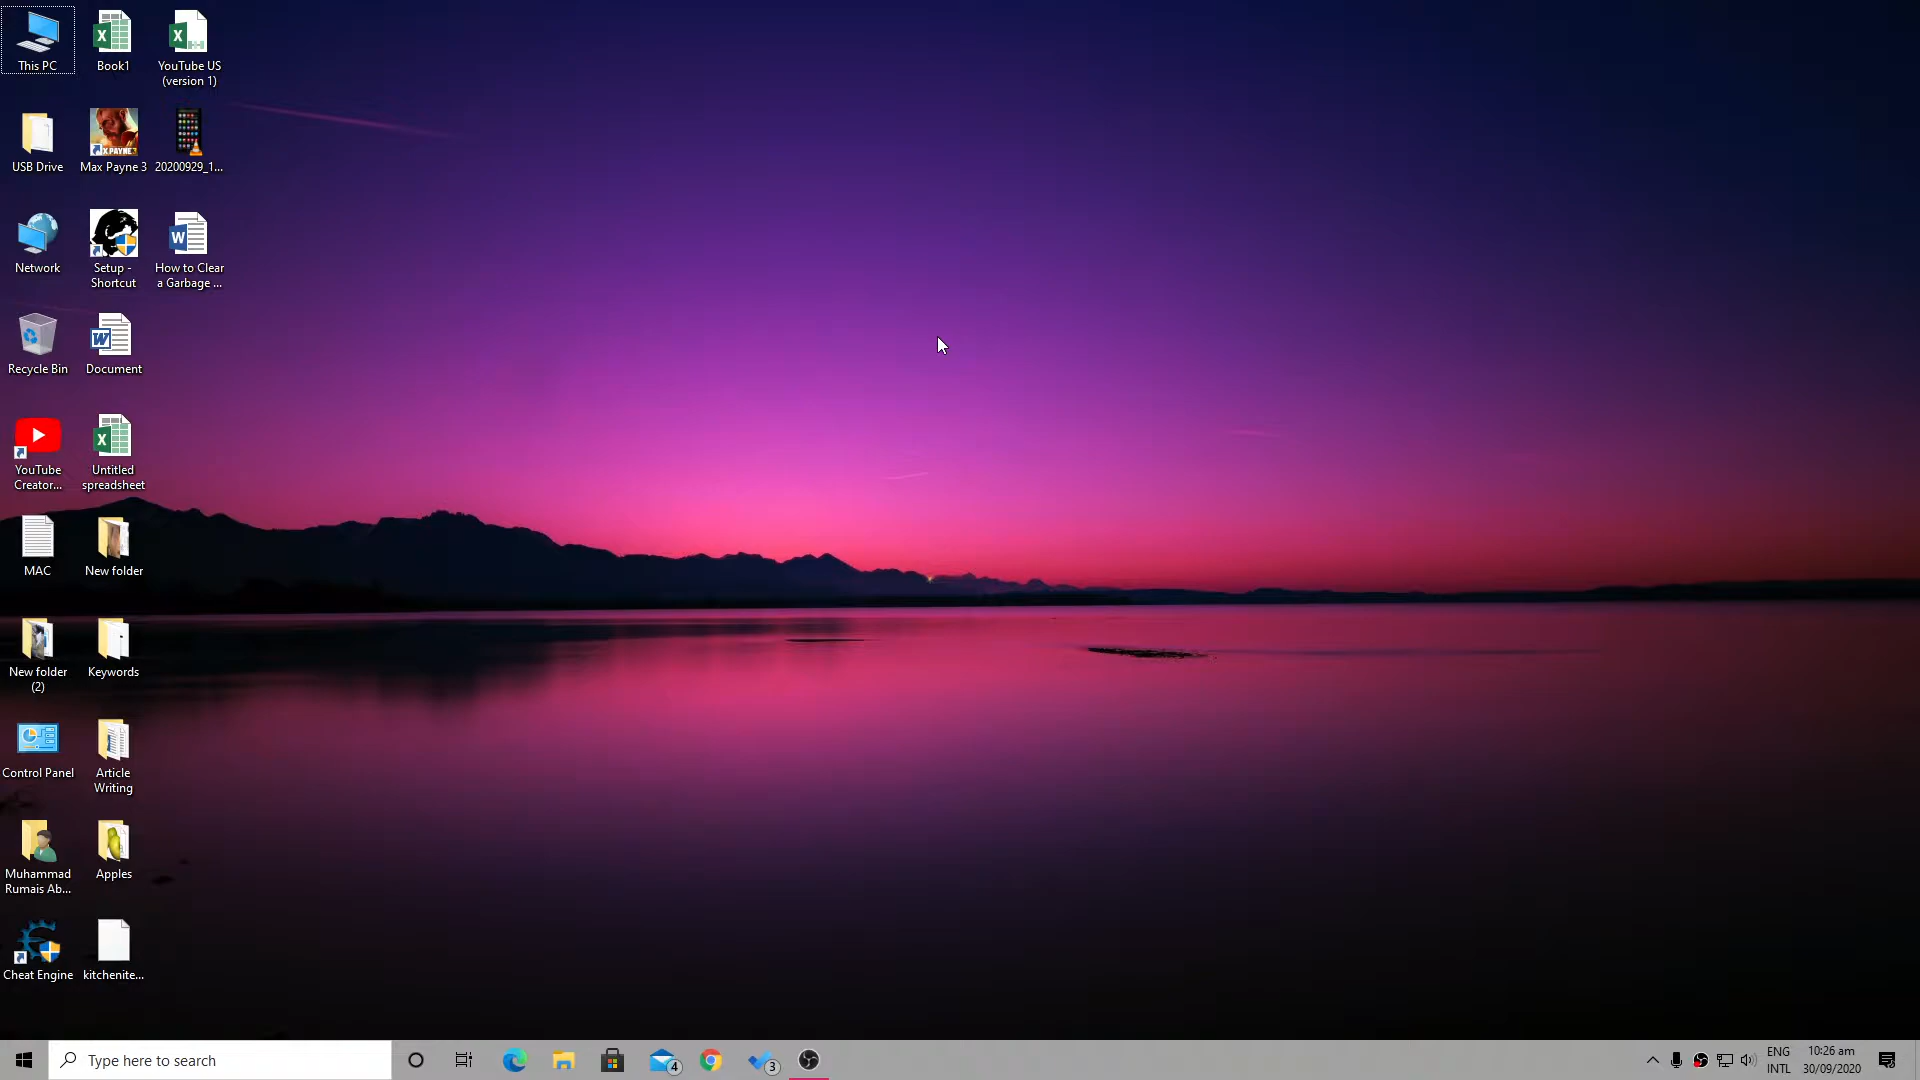 This PC
Book1
YouTube US
(version 1)
USB Drive
Max Payne 3
20200929_1...
Network
Setup -
Shortcut
How to Clear
a Garbage ...
Recycle Bin
Document
YouTube
Creator...
Untitled
spreadsheet
MAC
New folder
New folder
(2)
Keywords
Control Panel
Article
Writing
Muhammad
Rumais Ab...
Apples
Cheat Engine
kitchenite...
Type here to search
4
3
ENG
INTL
10:26 am
30/09/2020